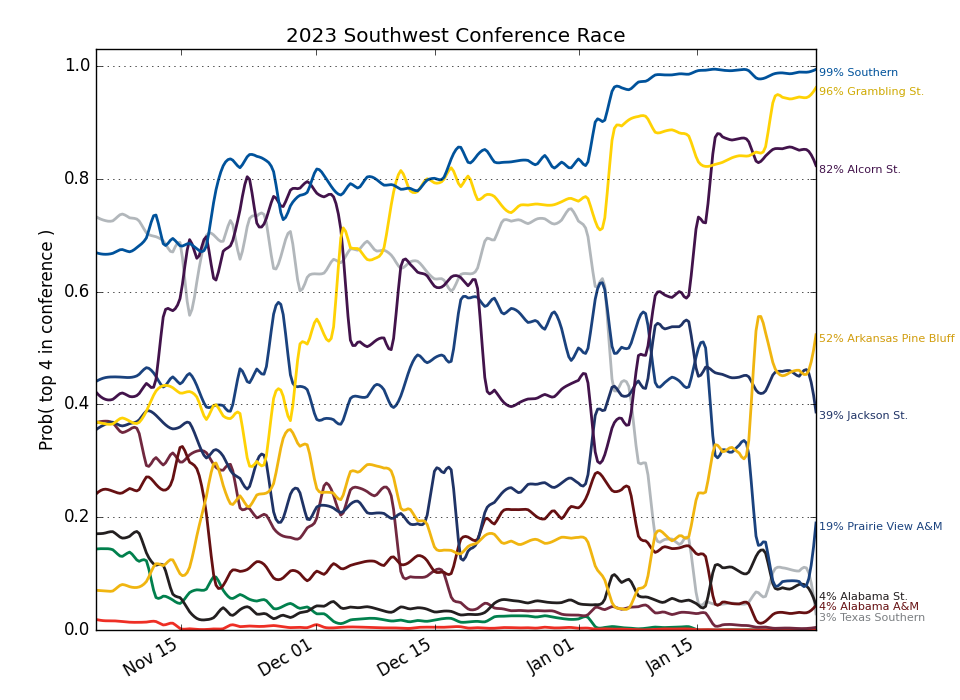 2023 Southwest Conference Race
Prob( top 4 in conference )
1.0
0.8
0.6
0.4
0.2
0.0
Nov 15
Dec 01
Dec 15
Jan 01
Jan 15
99% Southern
96% Grambling St.
82% Alcorn St.
52% Arkansas Pine Bluff
39% Jackson St.
19% Prairie View A&M
4% Alabama St.
4% Alabama A&M
3% Texas Southern